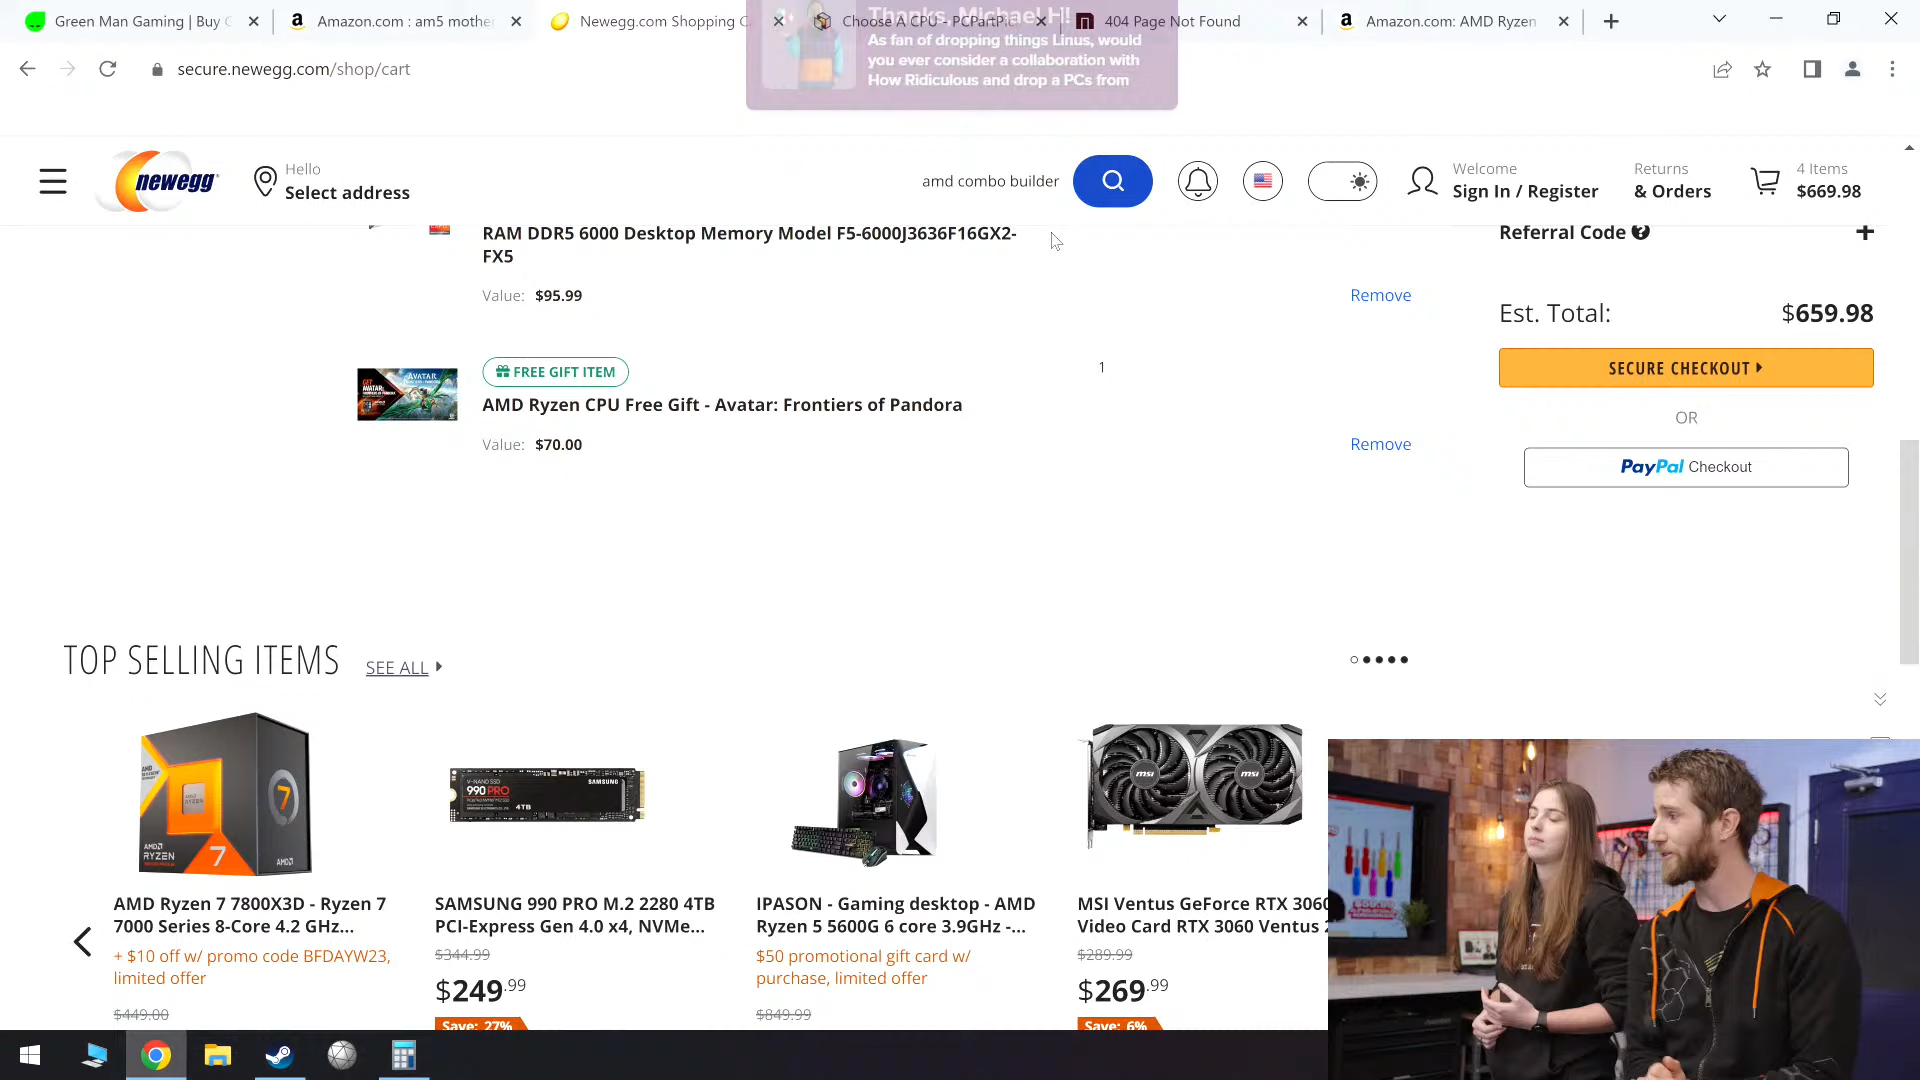 Green Man Gaming | Buy G
Amazon.com : am5 mother
Newegg.com Shopping C
Choose A CPU - PCPartPic
404 Page Not Found
Amazon.com: AMD Ryzen
Thanks, Michael H!
As fan of dropping things Linus, would
you ever consider a collaboration with
How Ridiculous and drop a PCs from
secure.newegg.com/shop/cart
newegg
Hello
Select address
amd combo builder
Welcome
Sign In / Register
Returns
& Orders
4 Items
$669.98
RAM DDR5 6000 Desktop Memory Model F5-6000J3636F16GX2-
FX5
Value: $95.99
Remove
Referral Code
Est. Total: $659.98
SECURE CHECKOUT
OR
PayPal Checkout
FREE GIFT ITEM
1
AMD Ryzen CPU Free Gift - Avatar: Frontiers of Pandora
Value: $70.00
Remove
TOP SELLING ITEMS SEE ALL
AMD Ryzen 7 7800X3D - Ryzen 7
7000 Series 8-Core 4.2 GHz...
+ $10 off w/ promo code BFDAYW23,
limited offer
$449.00
SAMSUNG 990 PRO M.2 2280 4TB
PCI-Express Gen 4.0 x4, NVMe...
$344.99
$249.99
Save: 27%
IPASON - Gaming desktop - AMD
Ryzen 5 5600G 6 core 3.9GHz -...
$50 promotional gift card w/
purchase, limited offer
$849.99
MSI Ventus GeForce RTX 3060
Video Card RTX 3060 Ventus
$289.99
$269.99
Save: 6%